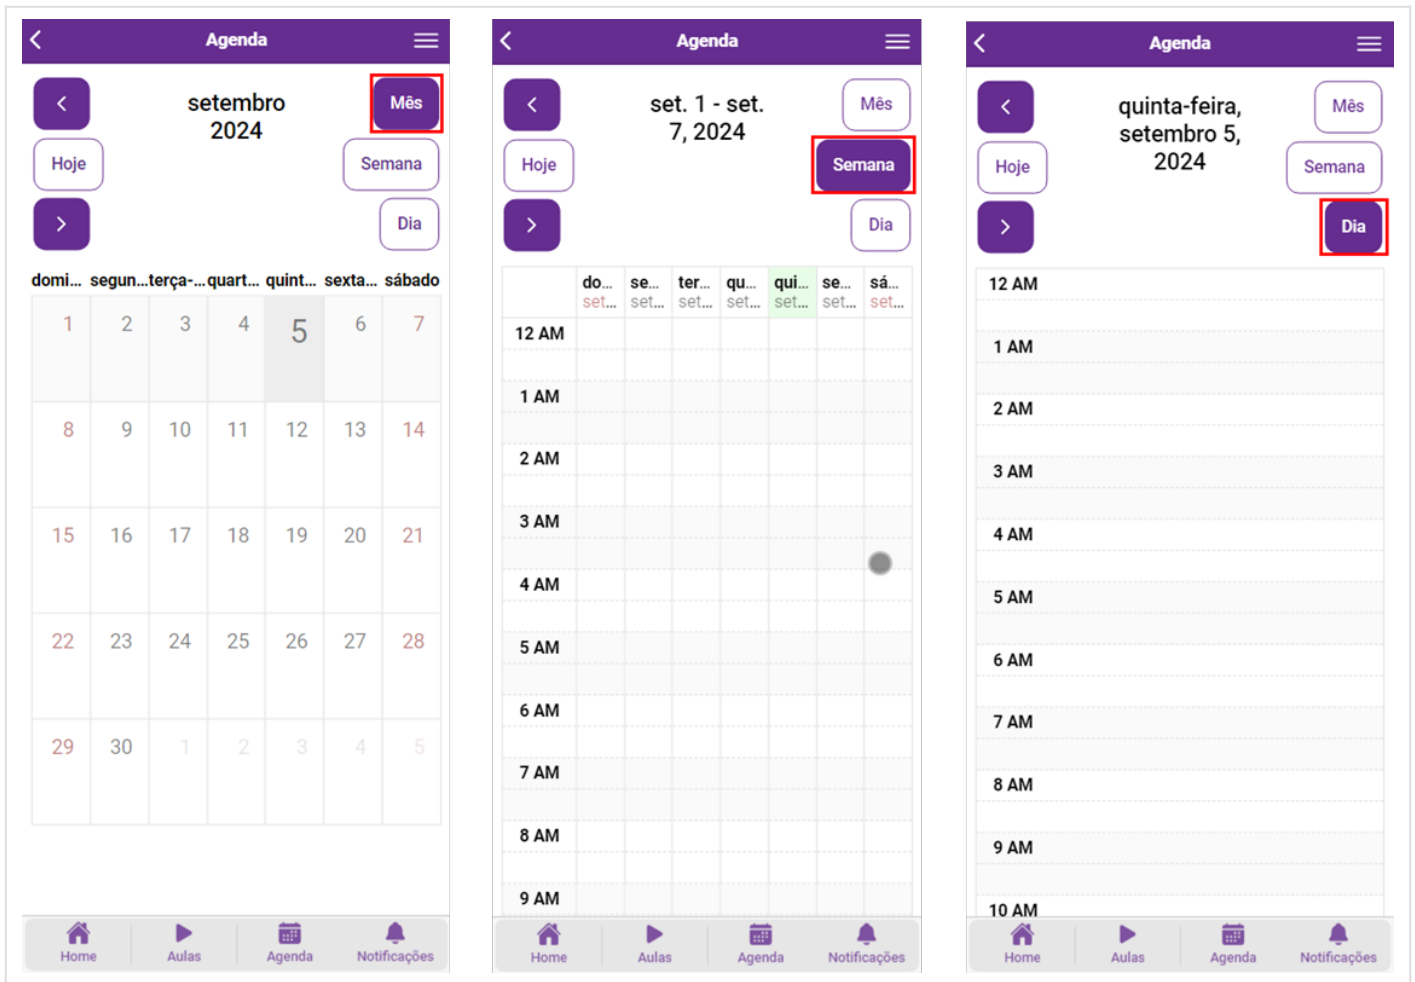 Agenda
setembro
2024
Mês
Hoje
Semana
Dia
domi... segun... terça-... quart... quint... sexta... sábado
1 2 3 4 5 6 7
8 9 10 11 12 13 14
15 16 17 18 19 20 21
22 23 24 25 26 27 28
29 30 1 2 3 4 5
Home Aulas Agenda Notificações
Agenda
set. 1 - set.
7, 2024
Mês
Hoje
Semana
Dia
do... se... ter... qu... qui... se... sá...
set... set... set... set... set... set... set...
12 AM
1 AM
2 AM
3 AM
4 AM
5 AM
6 AM
7 AM
8 AM
9 AM
Home Aulas Agenda Notificações
Agenda
quinta-feira,
setembro 5,
2024
Mês
Hoje
Semana
Dia
12 AM
1 AM
2 AM
3 AM
4 AM
5 AM
6 AM
7 AM
8 AM
9 AM
10 AM
Home Aulas Agenda Notificações